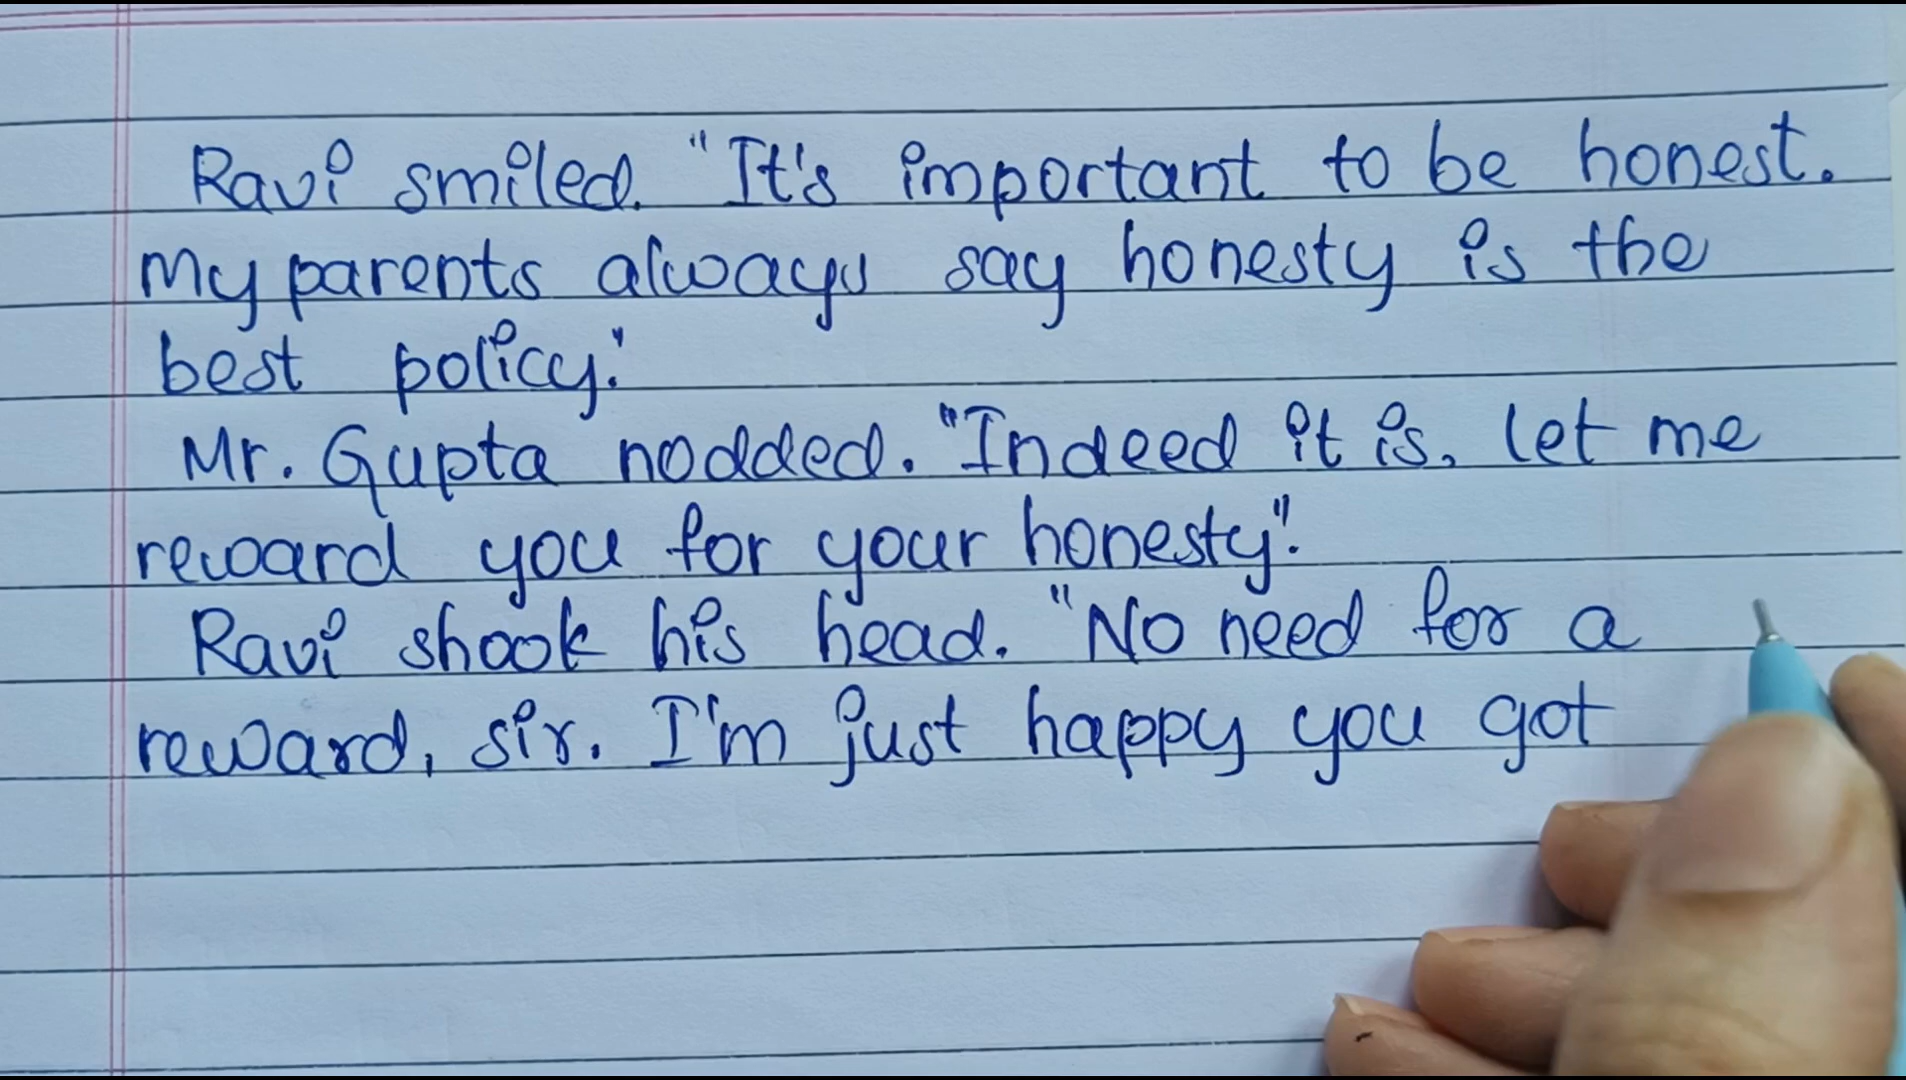 Ravi smiled. "It's important to be honest.
My parents always say honesty is the
best policy."
Mr. Gupta nodded. "Indeed it is. let me
reward you for your honesty".
Ravi shook his head. "No need for a
reward, sir. I'm just happy you got